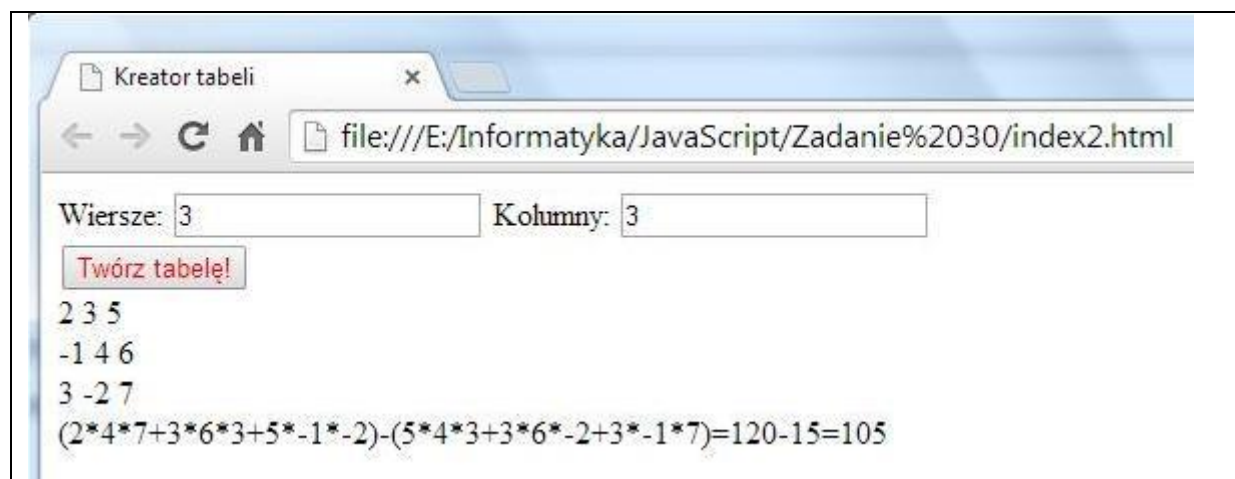 Kreator tabeli
file:///E:/Informatyka/JavaScript/Zadanie%2030/index2.html
Wiersze: 3 Kolumny: 3
Twórz tabelę!
2 3 5
-1 4 6
3 -2 7
(2*4*7+3*6*3+5*-1*-2)-(5*4*3+3*6*-2+3*-1*7)=120-15=105